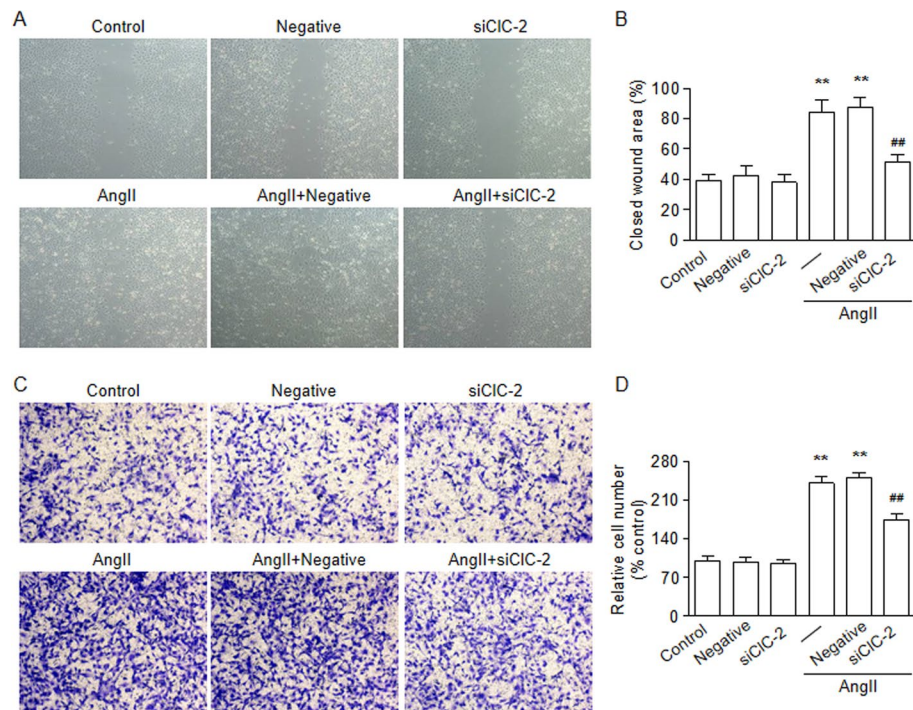 A
Control
Negative
siClC-2
AngII
AngII+Negative
AngII+siClC-2
B
Closed wound area (%)
100
80
60
40
20
0
**
**
##
Control
Negative
siClC-2
—
Negative
siClC-2
AngII
C
Control
Negative
siClC-2
AngII
AngII+Negative
AngII+siClC-2
D
Relative cell number
(% control)
280
210
140
70
0
**
**
##
Control
Negative
siClC-2
—
Negative
siClC-2
AngII